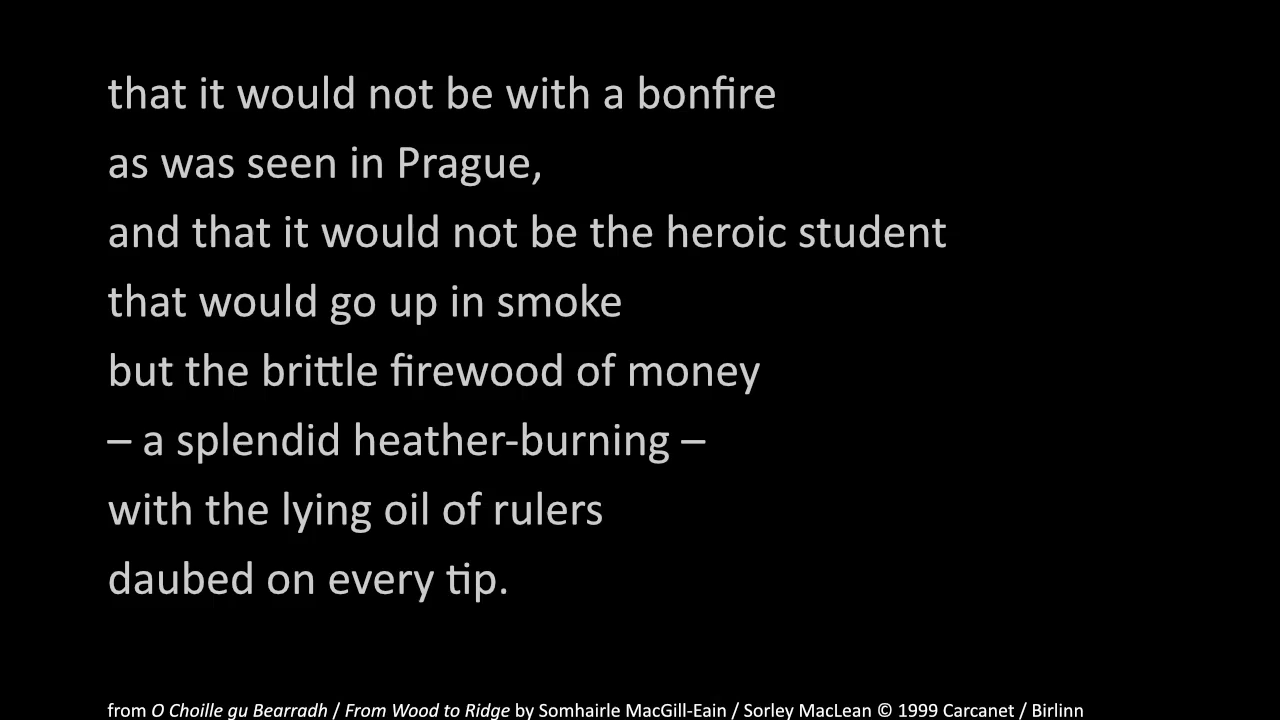 that it would not be with a bonfire
as was seen in Prague,
and that it would not be the heroic student
that would go up in smoke
but the brittle firewood of money
– a splendid heather-burning –
with the lying oil of rulers
daubed on every tip.
from O Choille gu Bearradh / From Wood to Ridge by Somhairle MacGill-Eain / Sorley MacLean © 1999 Carcanet / Birlinn